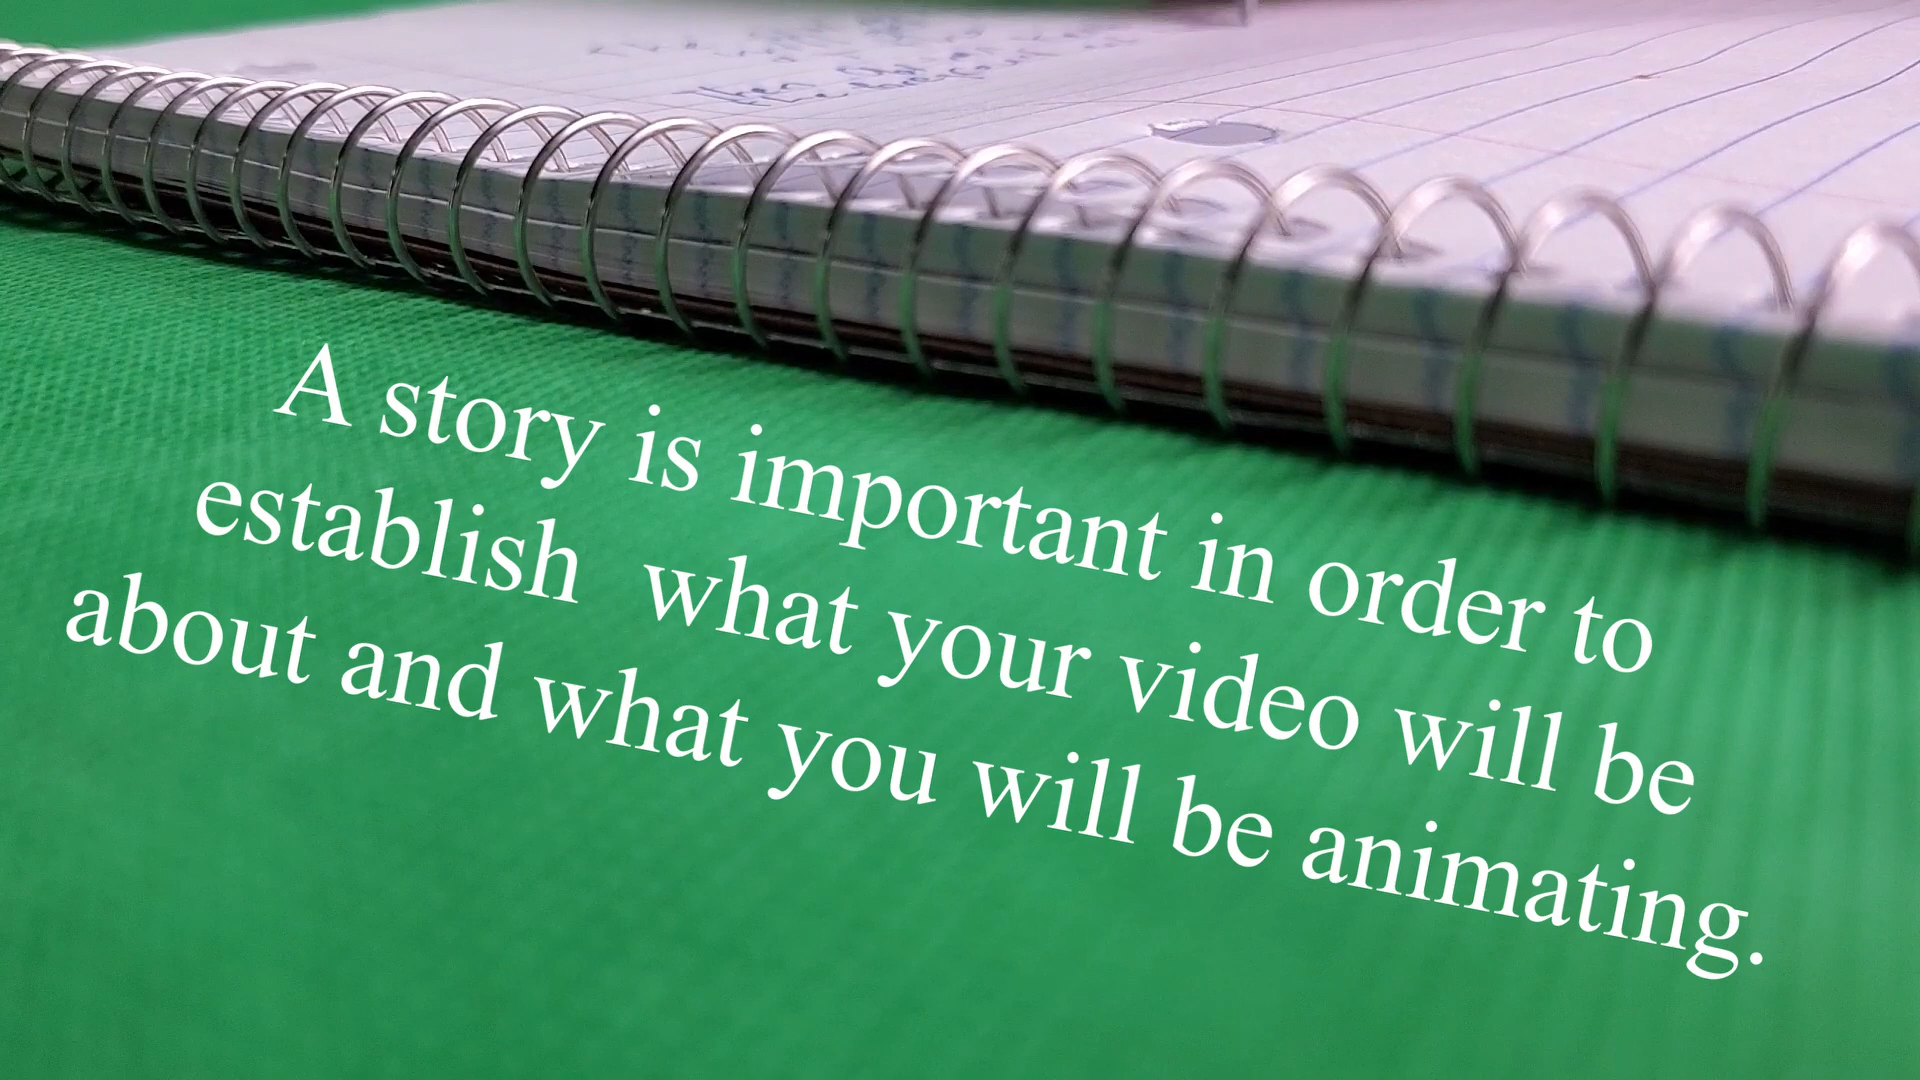 A story is important in order to
establish  what your video will be
about and what you will be animating.